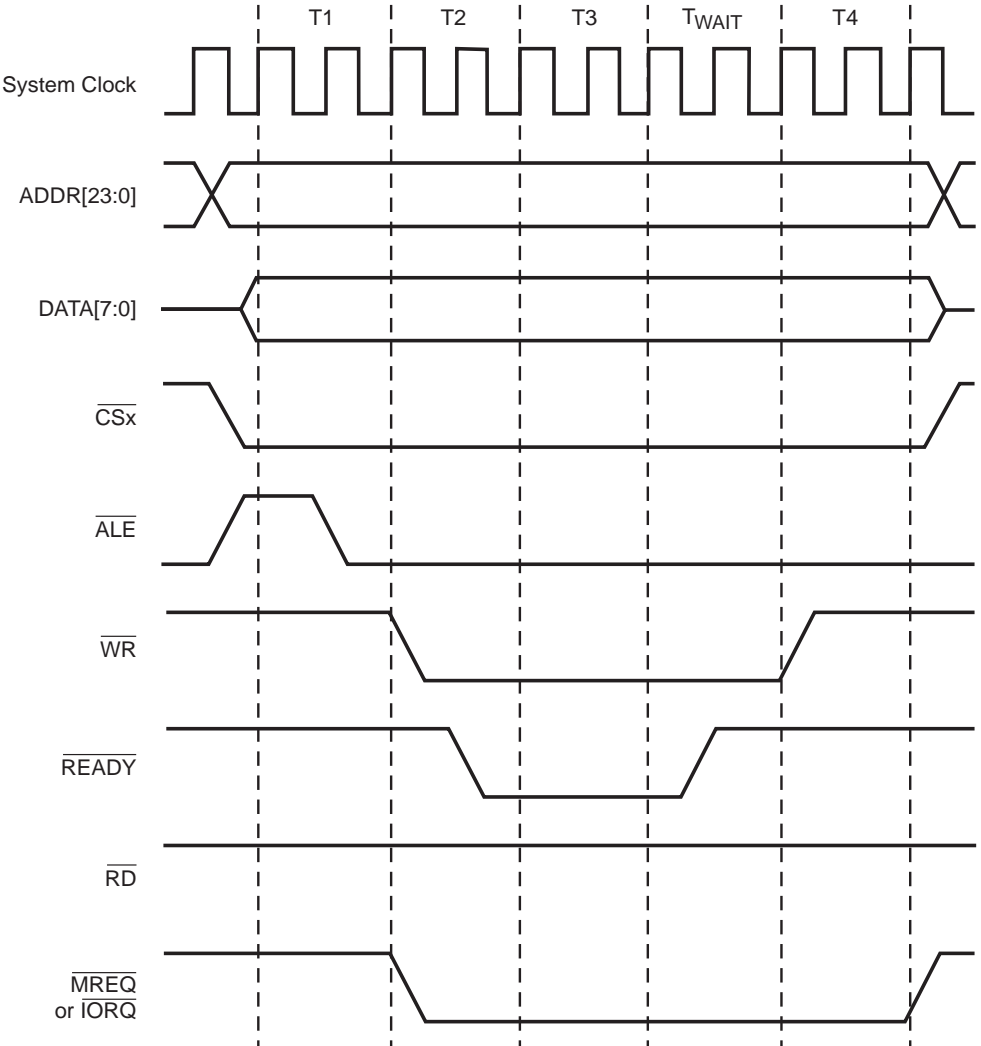 T1 T2 T3 TWAIT T4
System Clock
ADDR[23:0]
DATA[7:0]
CSx
ALE
WR
READY
RD
MREQ
or IORQ